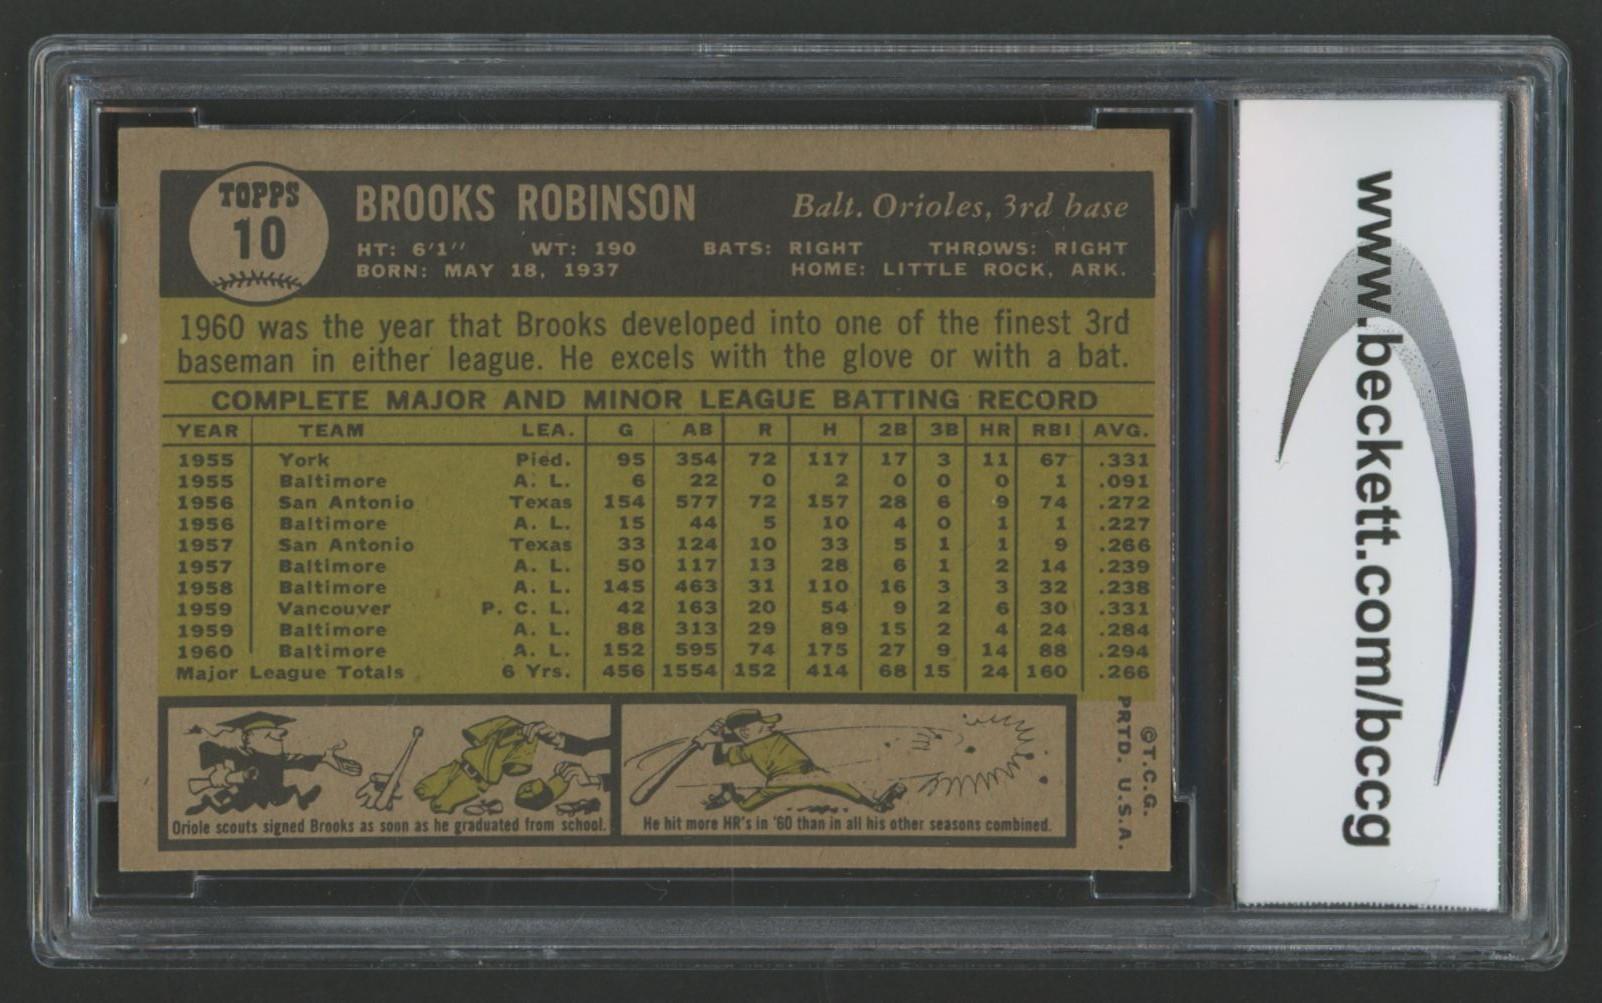 TOPPS
10
BROOKS ROBINSON
Balt. Orioles, 3rd base
HT: 6'1" WT: 190 BATS: RIGHT THROWS: RIGHT
BORN: MAY 18, 1937 HOME: LITTLE ROCK, ARK.
1960 was the year that Brooks developed into one of the finest 3rd
baseman in either league. He excels with the glove or with a bat.
COMPLETE MAJOR AND MINOR LEAGUE BATTING RECORD
YEAR TEAM LEA. G AB R H 2B 3B HR RBI AVG.
1955 York Pied. 95 354 72 117 17 3 11 67 .331
1955 Baltimore A. L. 6 22 0 2 0 0 0 1 .091
1956 San Antonio Texas 154 577 72 157 28 6 9 74 .272
1956 Baltimore A. L. 15 44 5 10 4 0 1 1 .227
1957 San Antonio Texas 33 124 10 33 5 1 1 9 .266
1957 Baltimore A. L. 50 117 13 28 6 1 2 14 .239
1958 Baltimore A. L. 145 463 31 110 16 3 3 32 .238
1959 Vancouver P. C. L. 42 163 20 54 9 2 6 30 .331
1959 Baltimore A. L. 88 313 29 89 15 2 4 24 .284
1960 Baltimore A. L. 152 595 74 175 27 9 14 88 .294
Major League Totals 6 Yrs. 456 1554 152 414 68 15 24 160 .266
Oriole scouts signed Brooks as soon as he graduated from school.
He hit more HR's in '60 than in all his other seasons combined.
©T.C.G.
PRTD. U.S.A.
www.beckett.com/bccg